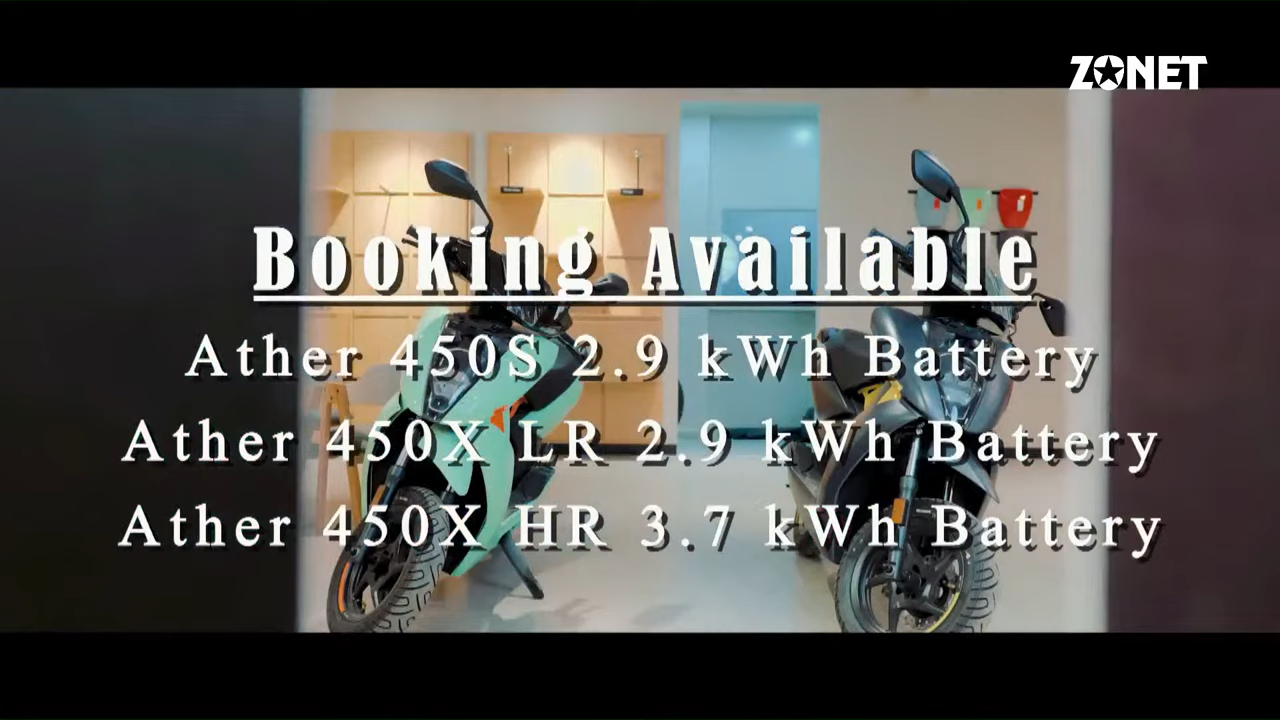 ZONET
Booking Available
Ather 450S 2.9 kWh Battery
Ather 450X LR 2.9 kWh Battery
Ather 450X HR 3.7 kWh Battery